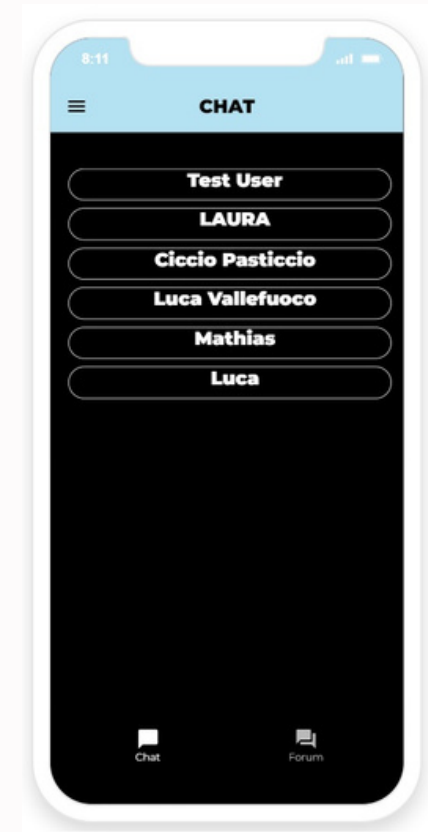 8:11
CHAT
Test User
LAURA
Ciccio Pasticcio
Luca Vallefuoco
Mathias
Luca
Chat
Forum